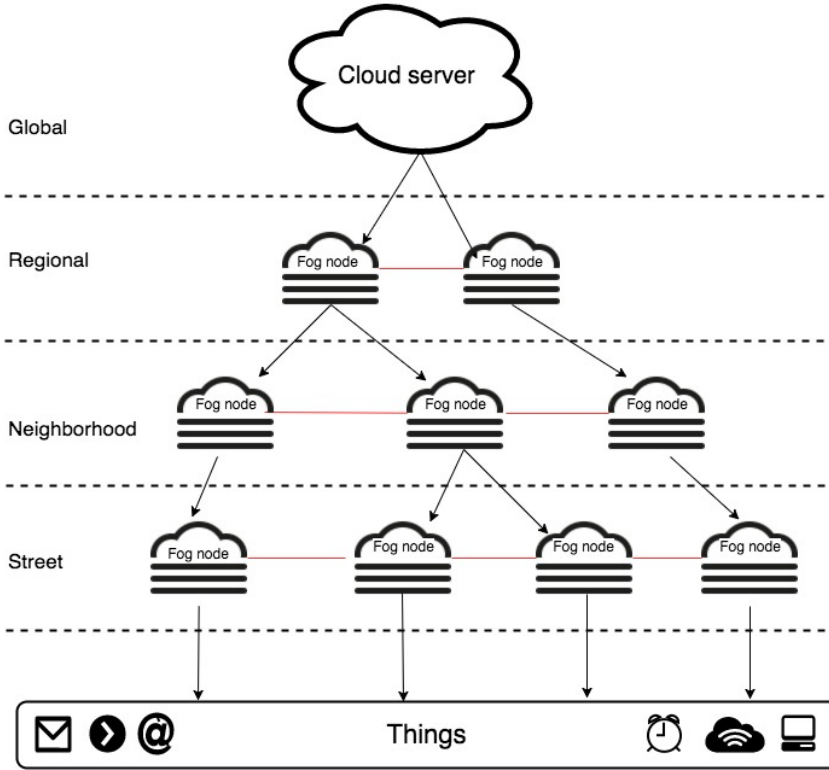 Cloud server
Global
Regional
Fog node
Fog node
Fog node
Fog node
Fog node
Neighborhood
Fog node
Fog node
Fog node
Fog node
Street
Things
@